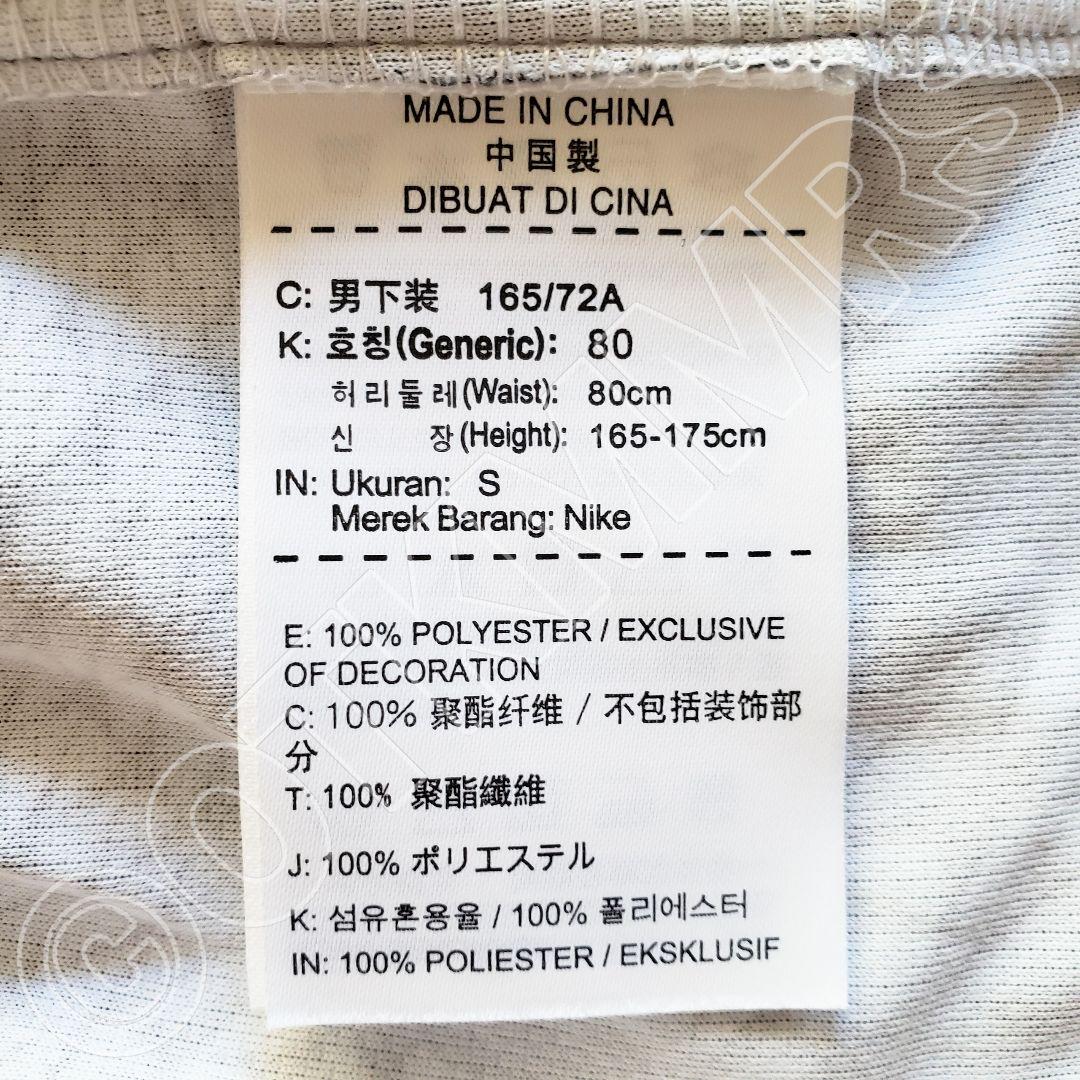 MADE IN CHINA
中国製
DIBUAT DI CINA
C: 男下装 165/72A
K: 호칭(Generic): 80
허리둘레(Waist): 80cm
신 장(Height): 165-175cm
IN: Ukuran: S
Merek Barang: Nike
E: 100% POLYESTER / EXCLUSIVE
OF DECORATION
C: 100% 聚酯纤维 / 不包括装饰部
分
T: 100% 聚酯纖維
J: 100% ポリエステル
K: 섬유혼용율 / 100% 폴리에스터
IN: 100% POLIESTER / EKSKLUSIF